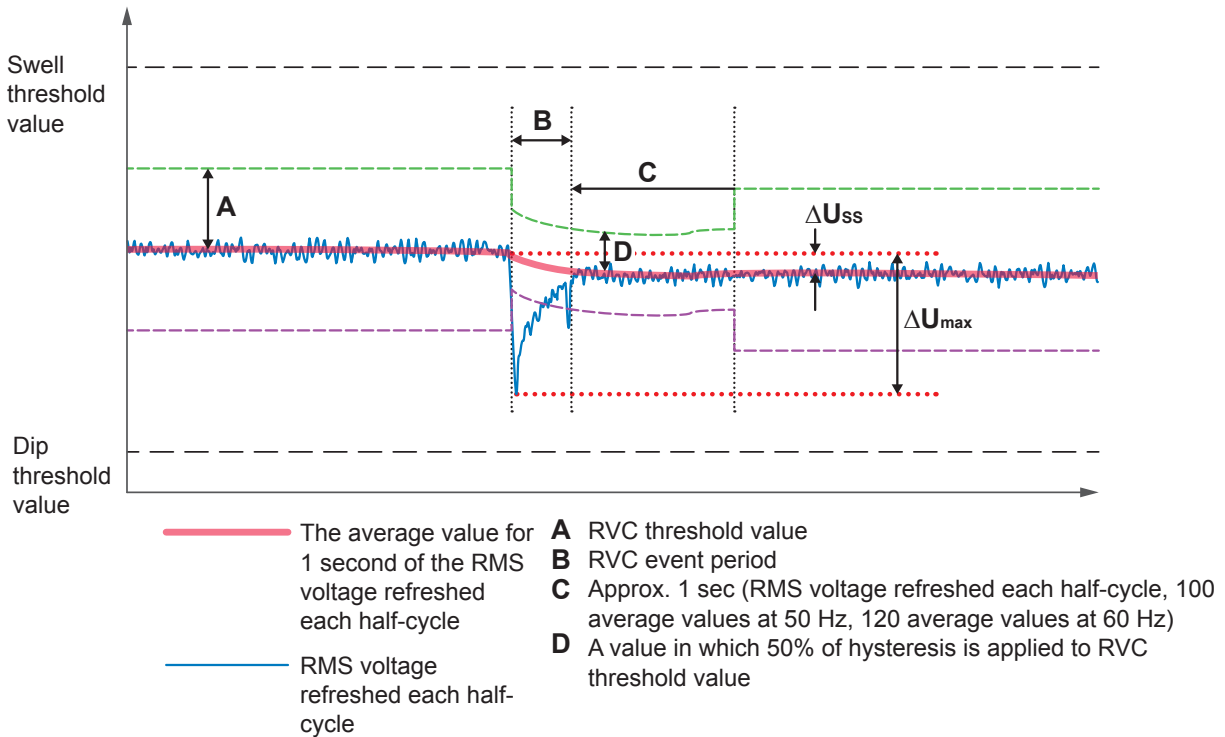 Swell
threshold
value
B
C
A
D
ΔUss
ΔUmax
Dip
threshold
value
The average value for
1 second of the RMS
voltage refreshed
each half-cycle
RMS voltage
refreshed each half-
cycle
A RVC threshold value
B RVC event period
C Approx. 1 sec (RMS voltage refreshed each half-cycle, 100
average values at 50 Hz, 120 average values at 60 Hz)
D A value in which 50% of hysteresis is applied to RVC
threshold value